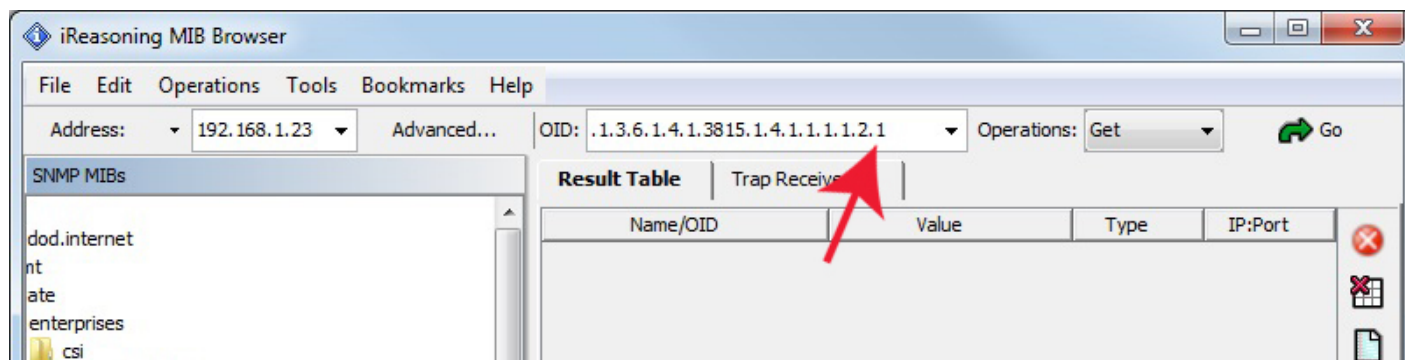 iReasoning MIB Browser
File Edit Operations Tools Bookmarks Help
Address: 192.168.1.23 Advanced... OID: .1.3.6.1.4.1.3815.1.4.1.1.1.1.2.1 Operations: Get Go
SNMP MIBs
Result Table Trap Receive
Name/OID Value Type IP:Port
dod.internet
nt
ate
enterprises
csi